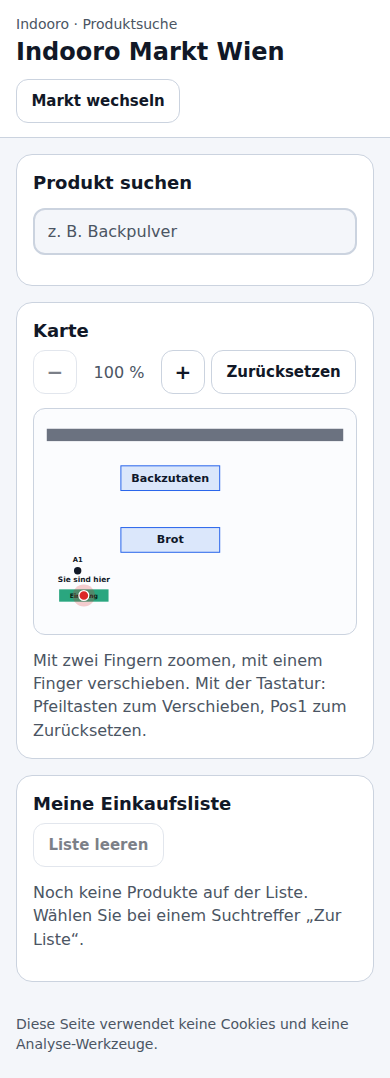 Indooro · Produktsuche
Indooro Markt Wien
Markt wechseln
Produkt suchen
z. B. Backpulver
Karte
− 100 % + Zurücksetzen
Backzutaten
Brot
A1
Sie sind hier
Mit zwei Fingern zoomen, mit einem
Finger verschieben. Mit der Tastatur:
Pfeiltasten zum Verschieben, Pos1 zum
Zurücksetzen.
Meine Einkaufsliste
Liste leeren
Noch keine Produkte auf der Liste.
Wählen Sie bei einem Suchtreffer „Zur
Liste“.
Diese Seite verwendet keine Cookies und keine
Analyse-Werkzeuge.